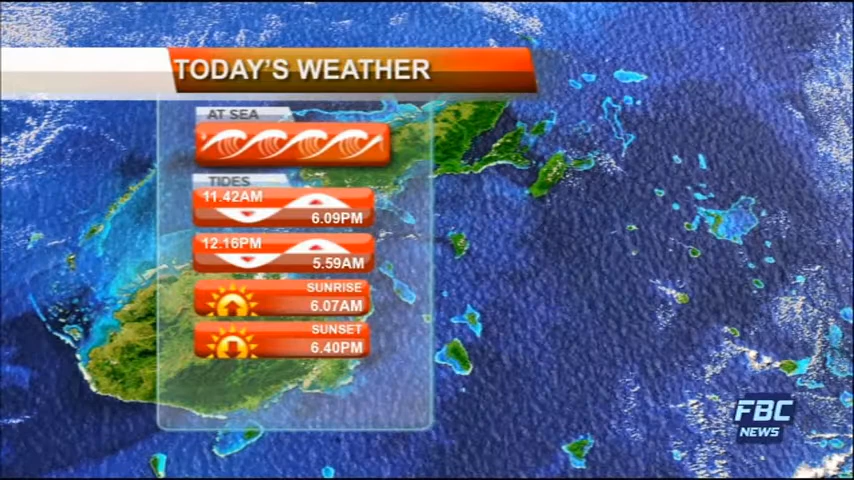 TODAY'S WEATHER
AT SEA
TIDES
11.42AM
6.09PM
12.16PM
5.59AM
SUNRISE
6.07AM
SUNSET
6.40PM
FBC
NEWS